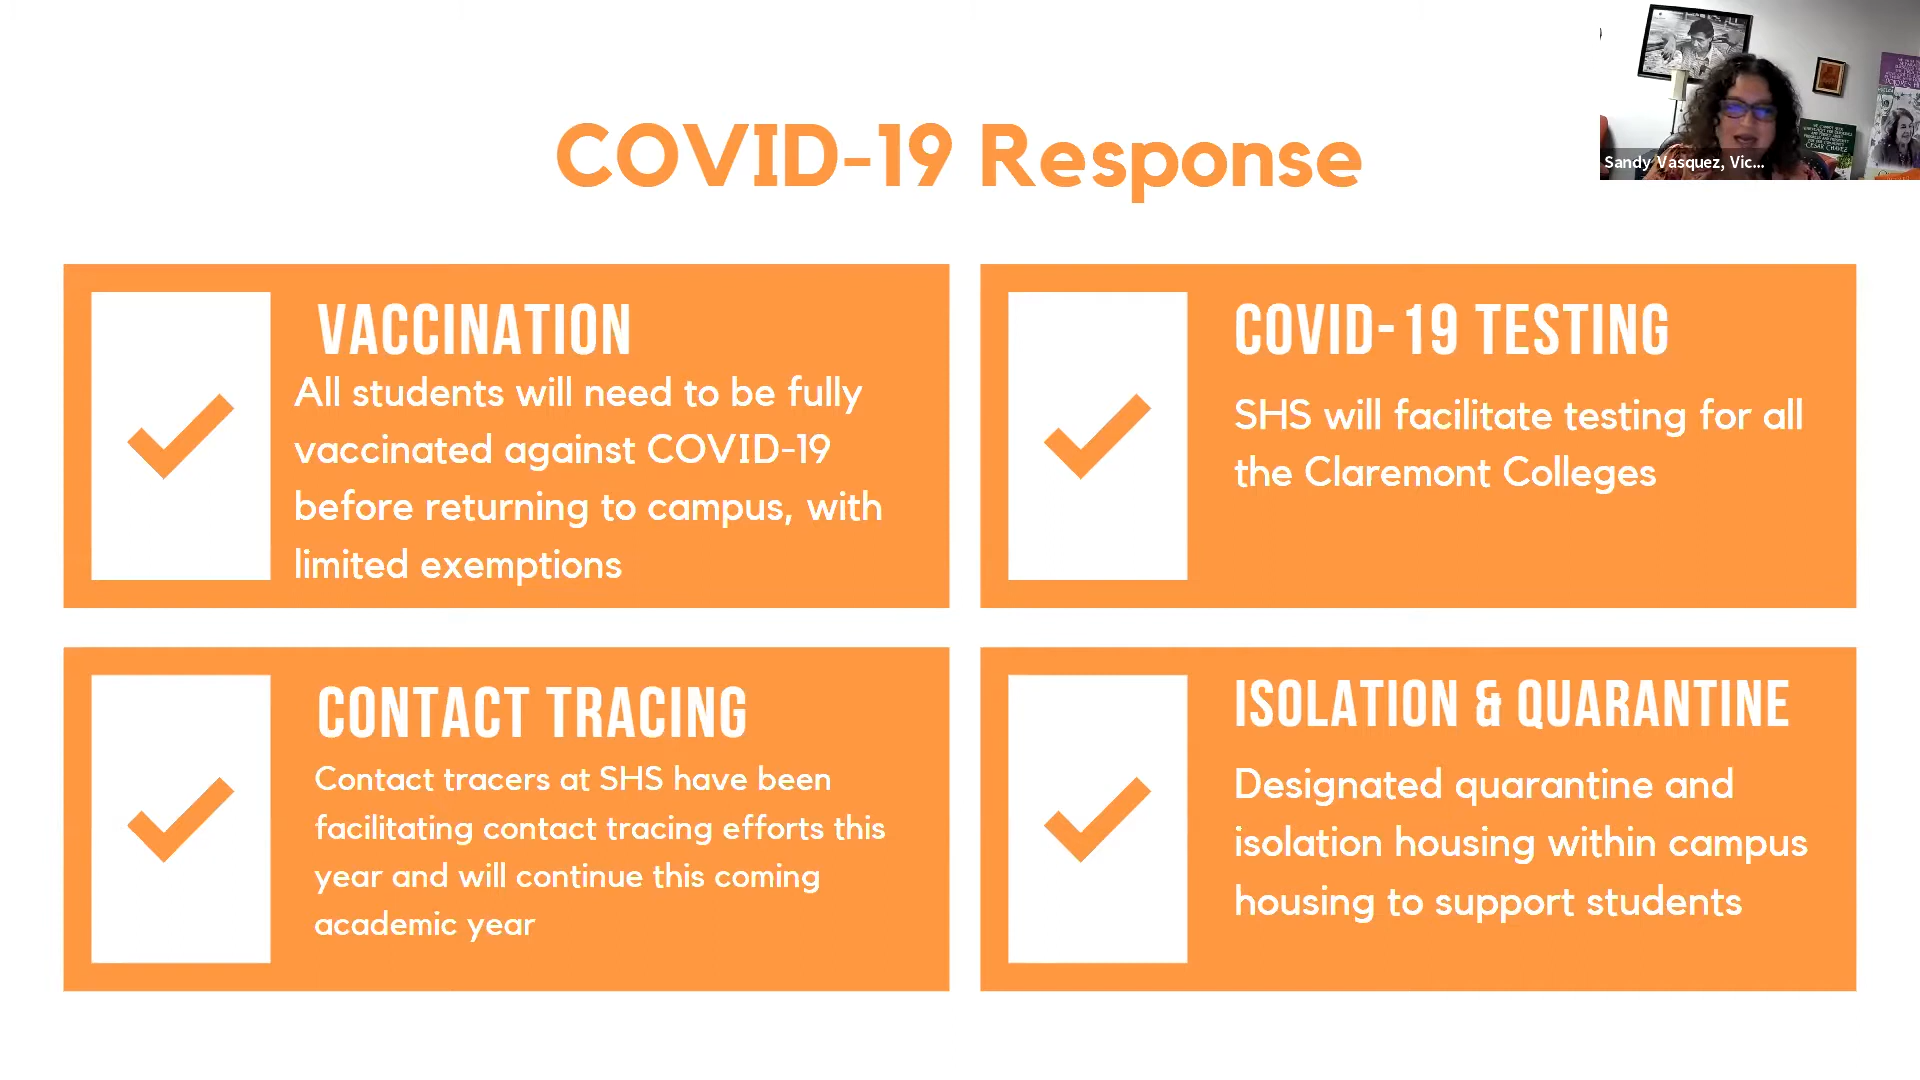 COVID-19 Response
Sandy Vasquez, Vic...
CESAR CHAVEZ
VACCINATION
All students will need to be fully
vaccinated against COVID-19
before returning to campus, with
limited exemptions
COVID-19 TESTING
SHS will facilitate testing for all
the Claremont Colleges
CONTACT TRACING
Contact tracers at SHS have been
facilitating contact tracing efforts this
year and will continue this coming
academic year
ISOLATION & QUARANTINE
Designated quarantine and
isolation housing within campus
housing to support students